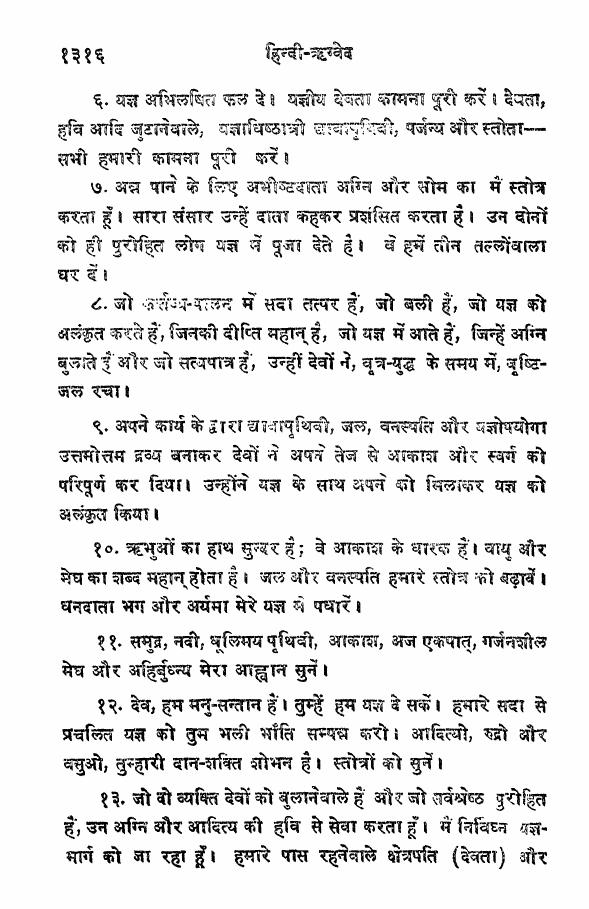 १३१६ हिन्दी-ऋग्वेद
६. यज्ञ अभिलषित फल दे। यज्ञीय देवता कामना पूरी करें। देवता,
हवि आदि जुटानेवाले, यज्ञाधिष्ठात्री द्यावापृथिवी, पर्जन्य और स्तोता—
सभी हमारी कामना पूरी करें।
७. अन्न पाने के लिए अभीष्टदाता अग्नि और सोम का मैं स्तोत्र
करता हूँ। सारा संसार उन्हें दाता कहकर प्रशंसित करता है। उन दोनों
को ही पुरोहित लोग यज्ञ में पूजा देते हैं। वे हमें तीन तल्लोंवाला
घर दें।
८. जो कर्त्तव्य-पालन में सदा तत्पर हैं, जो बली हैं, जो यज्ञ को
अलंकृत करते हैं, जिनकी दीप्ति महान् है, जो यज्ञ में आते हैं, जिन्हें अग्नि
बुलाते हैं और जो सत्यपात्र हैं, उन्हीं देवों ने, वृत्र-युद्ध के समय में, वृष्टि-
जल रचा।
९. अपने कार्य के द्वारा द्यावापृथिवी, जल, वनस्पति और यज्ञोपयोगी
उत्तमोत्तम द्रव्य बनाकर देवों ने अपने तेज से आकाश और स्वर्ग को
परिपूर्ण कर दिया। उन्होंने यज्ञ के साथ अपने को मिलाकर यज्ञ को
अलंकृत किया।
१०. ऋभुओं का हाथ सुन्दर है; वे आकाश के धारक हैं। वायु और
मेघ का शब्द महान् होता है। जल और वनस्पति हमारे स्तोत्र को बढ़ावें।
धनदाता भग और अर्यमा मेरे यज्ञ में पधारें।
११. समुद्र, नदी, धूलिमय पृथिवी, आकाश, अज एकपात्, गर्जनशील
मेघ और अहिर्बुध्न्य मेरा आह्वान सुनें।
१२. देव, हम मनु-सन्तान हैं। तुम्हें हम यज्ञ दे सकें। हमारे सदा से
प्रचलित यज्ञ को तुम भली भाँति सम्पन्न करो। आदित्यो, रुद्रो और
वसुओ, तुम्हारी दान-शक्ति शोभन है। स्तोत्रों को सुनें।
१३. जो दो व्यक्ति देवों को बुलानेवाले हैं और जो सर्वश्रेष्ठ पुरोहित
हैं, उन अग्नि और आदित्य की हवि से सेवा करता हूँ। मैं निर्विघ्न यज्ञ-
मार्ग को जा रहा हूँ। हमारे पास रहनेवाले क्षेत्रपति (देवता) और